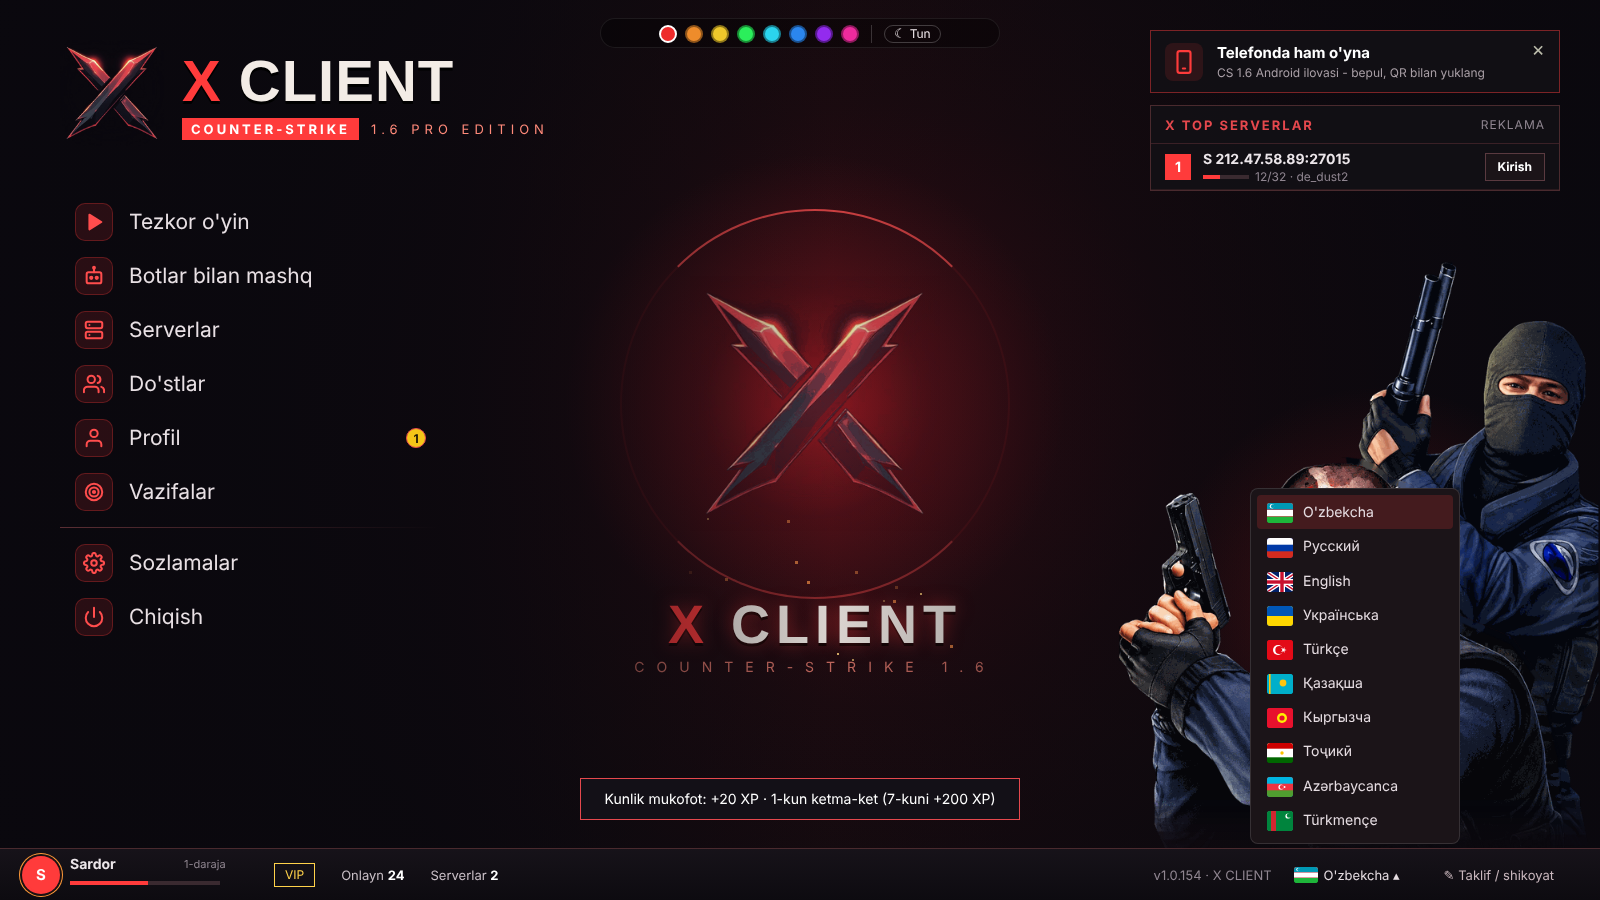 ☾ Tun
X CLIENT
COUNTER-STRIKE 1.6 PRO EDITION
Telefonda ham o'yna ✕
CS 1.6 Android ilovasi - bepul, QR bilan yuklang
X TOP SERVERLAR REKLAMA
1 S 212.47.58.89:27015 Kirish
12/32 · de_dust2
Tezkor o'yin
Botlar bilan mashq
Serverlar
Do'stlar
Profil 1
Vazifalar
Sozlamalar
Chiqish
X CLIENT
COUNTER-STRIKE 1.6
Kunlik mukofot: +20 XP · 1-kun ketma-ket (7-kuni +200 XP)
O'zbekcha
Русский
English
Українська
Türkçe
Қазақша
Кыргызча
Тоҷикӣ
Azərbaycanca
Türkmençe
S Sardor 1-daraja VIP Onlayn 24 Serverlar 2 v1.0.154 · X CLIENT O'zbekcha ▴ ✎ Taklif / shikoyat